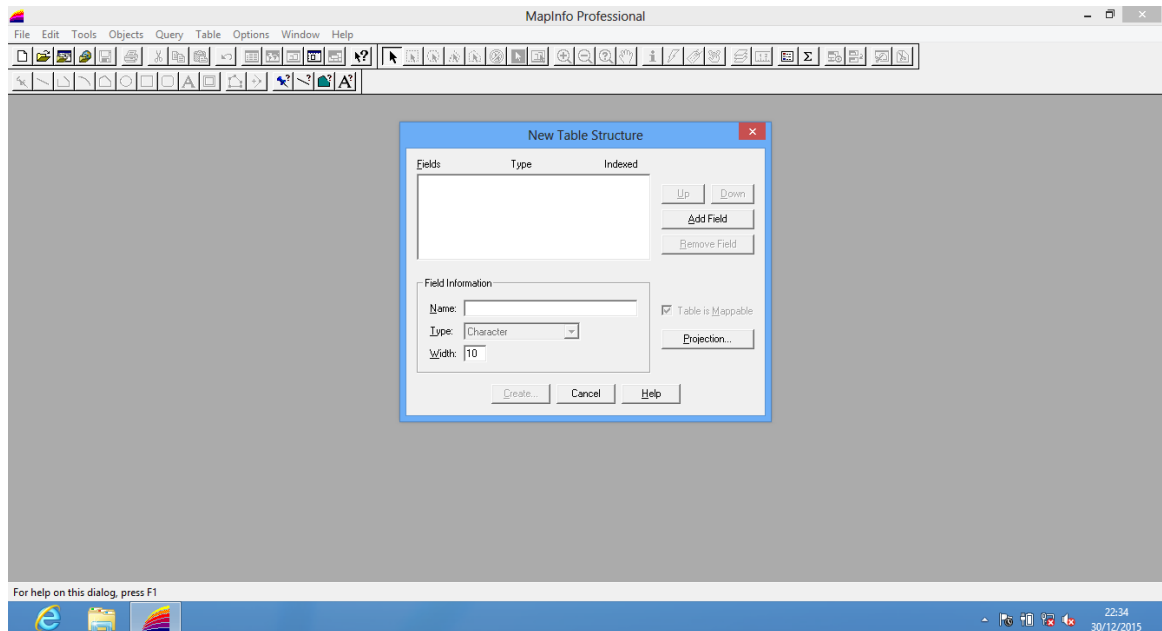 MapInfo Professional
File Edit Tools Objects Query Table Options Window Help
New Table Structure
Fields Type Indexed
Up Down
Add Field
Remove Field
Field Information
Name:
Table is Mappable
Type: Character
Projection...
Width: 10
Create... Cancel Help
For help on this dialog, press F1
22:34
30/12/2015